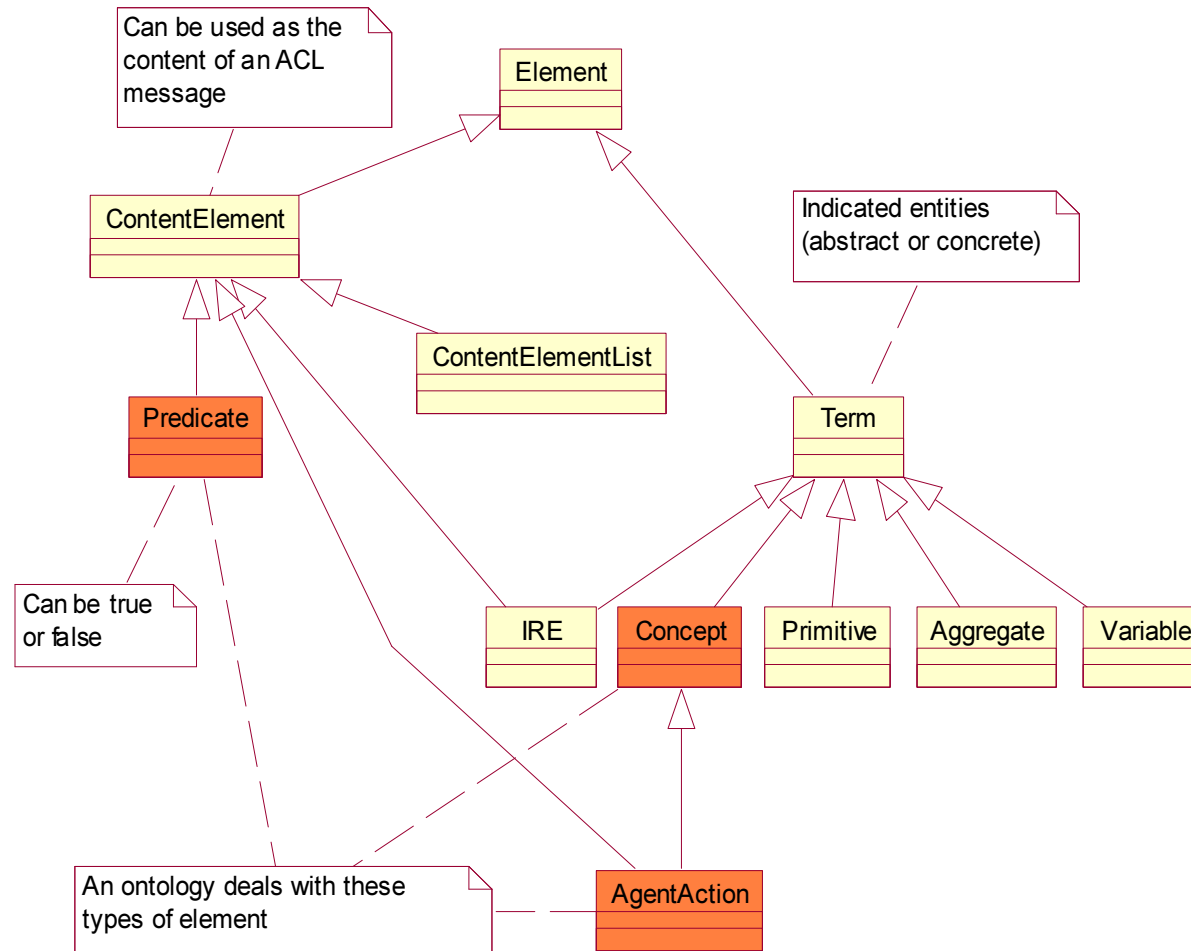 Can be used as the
content of an ACL
message
Element
ContentElement
Indicated entities
(abstract or concrete)
ContentElementList
Predicate
Term
Can be true
or false
IRE
Concept
Primitive
Aggregate
Variable
An ontology deals with these
types of element
AgentAction